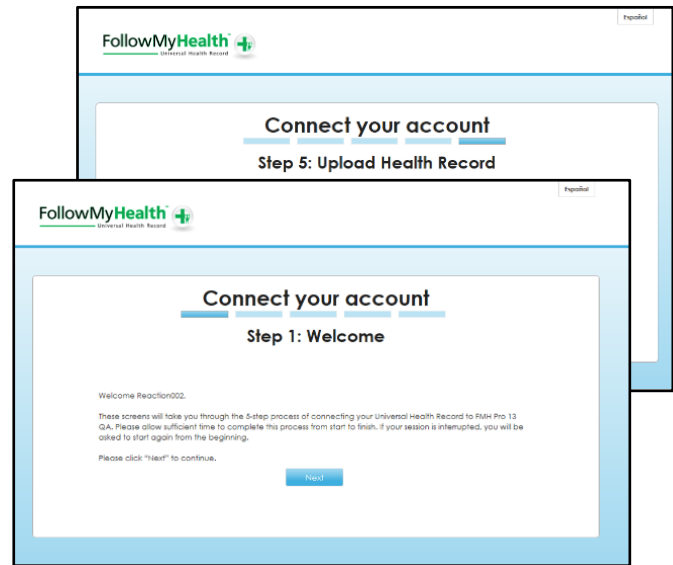 Español
FollowMyHealth
Universal Health Record
Connect your account
Step 5: Upload Health Record
Español
FollowMyHealth
Universal Health Record
Connect your account
Step 1: Welcome
Welcome Reaction002,
These screens will take you through the 5-step process of connecting your Universal Health Record to FMH Pro 13
QA. Please allow sufficient time to complete this process from start to finish. If your session is interrupted, you will be
asked to start again from the beginning.
Please click "Next" to continue.
Next